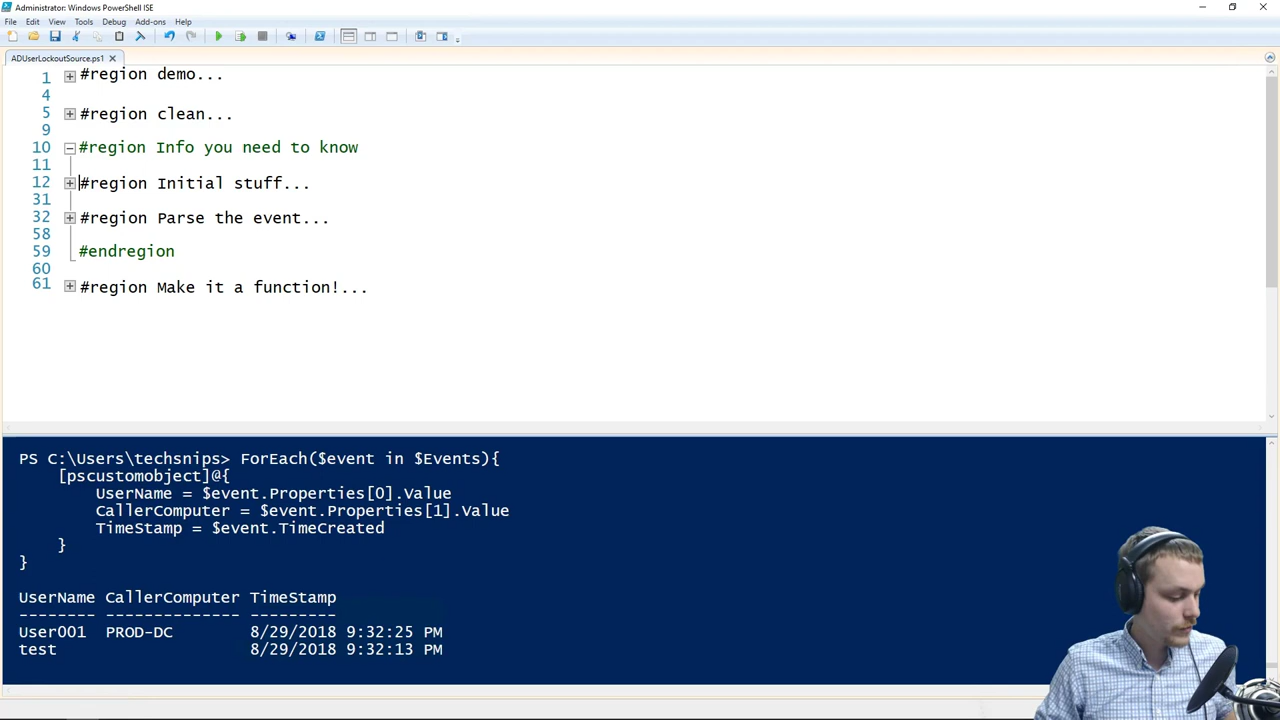 Administrator: Windows PowerShell ISE
File Edit View Tools Debug Add-ons Help
ADUserLockoutSource.ps1
1 #region demo...
4
5 #region clean...
9
10 #region Info you need to know
11
12 #region Initial stuff...
31
32 #region Parse the event...
58
59 #endregion
60
61 #region Make it a function!...
PS C:\Users\techsnips> ForEach($event in $Events){
[pscustomobject]@{
UserName = $event.Properties[0].Value
CallerComputer = $event.Properties[1].Value
TimeStamp = $event.TimeCreated
}
}
UserName CallerComputer TimeStamp
-------- -------------- ---------
User001 PROD-DC 8/29/2018 9:32:25 PM
test 8/29/2018 9:32:13 PM